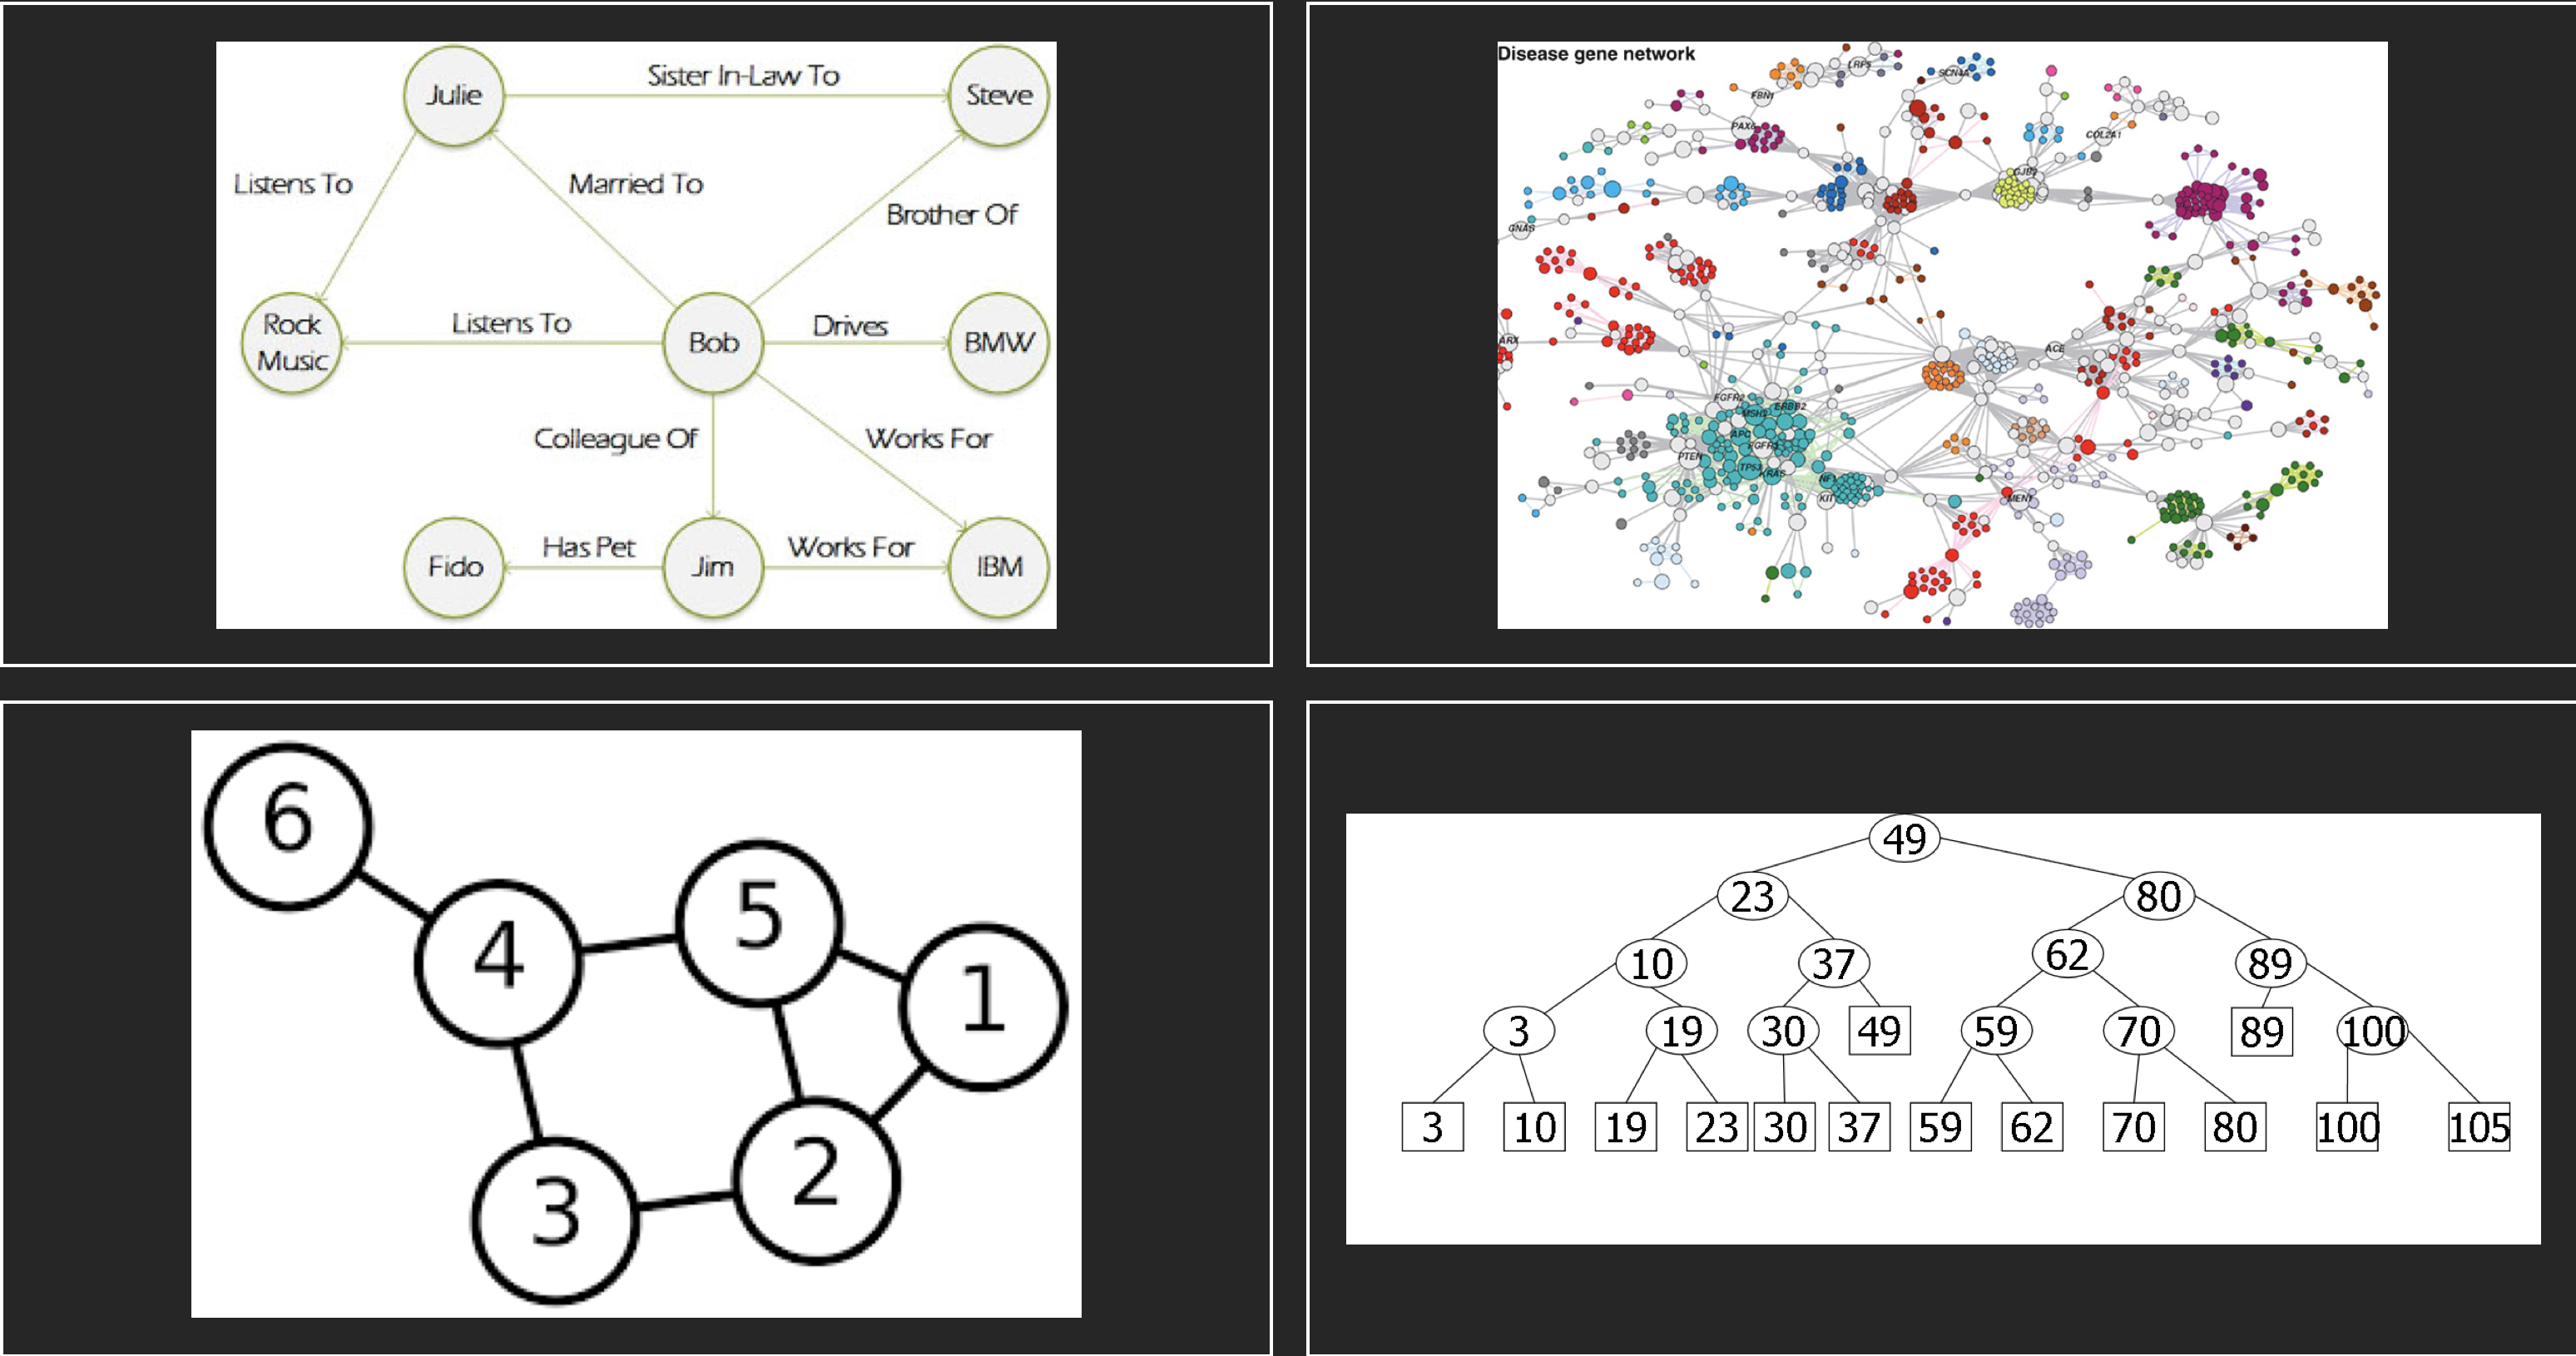 Julie
Sister In-Law To
Steve
Listens To
Married To
Brother Of
Rock
Music
Listens To
Bob
Drives
BMW
Colleague Of
Works For
Fido
Has Pet
Jim
Works For
IBM
Disease gene network
LRP5
SCN4A
FBN1
PAX6
COL2A1
GJB2
GNAS
ARX
ACE
FGFR2
MSH2
ERBB2
APC
PTEN
TP53
KRAS
NF1
KIT
MEN1
6
5
4
1
2
3
49
23
80
10
37
62
89
3
19
30
49
59
70
89
100
3
10
19
23
30
37
59
62
70
80
100
105